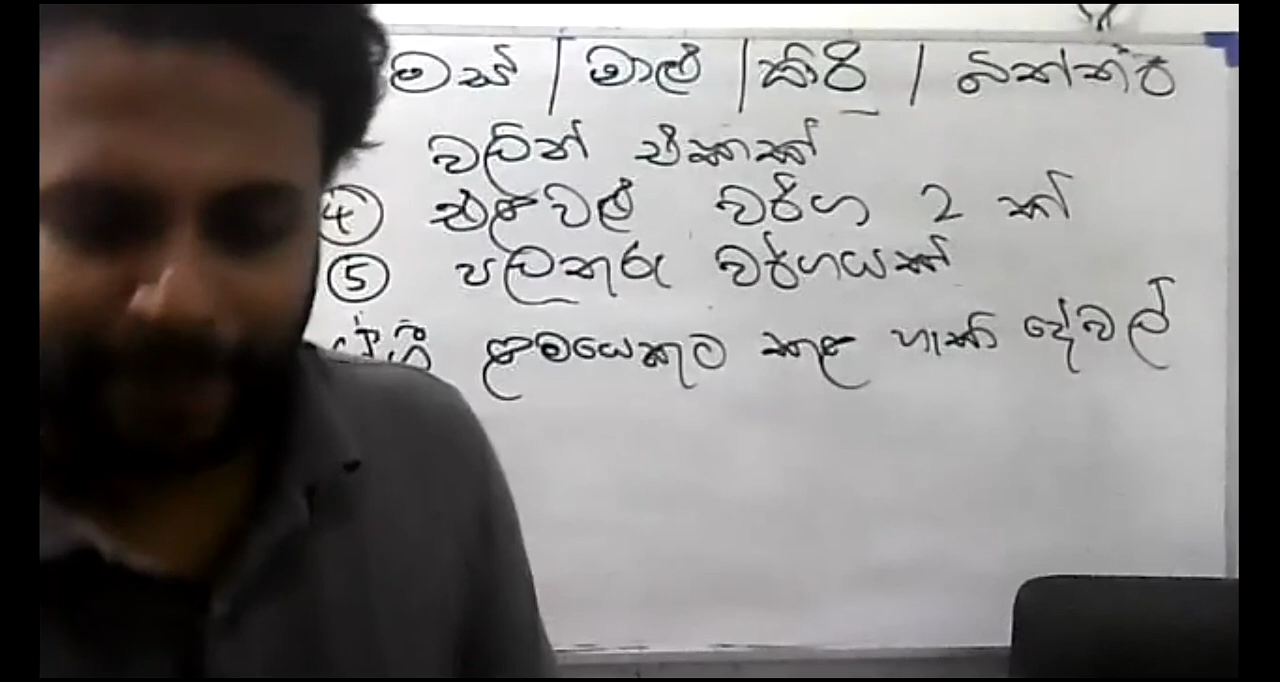 මස් / මාළු / කිරි / බිත්තර
වලින් එකක්
④ එළවළු වර්ග 2 ක්
⑤ පලතුරු වර්ගයක්
ළමයෙකුට කළ හැකි දේවල්